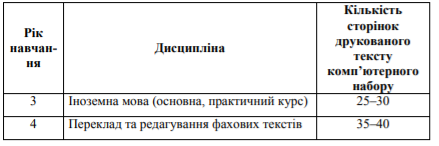 Рік
навчан-
ня
Дисципліна
Кількість
сторінок
друкованого
тексту
комп’ютерного
набору
3 Іноземна мова (основна, практичний курс) 25–30
4 Переклад та редагування фахових текстів 35–40